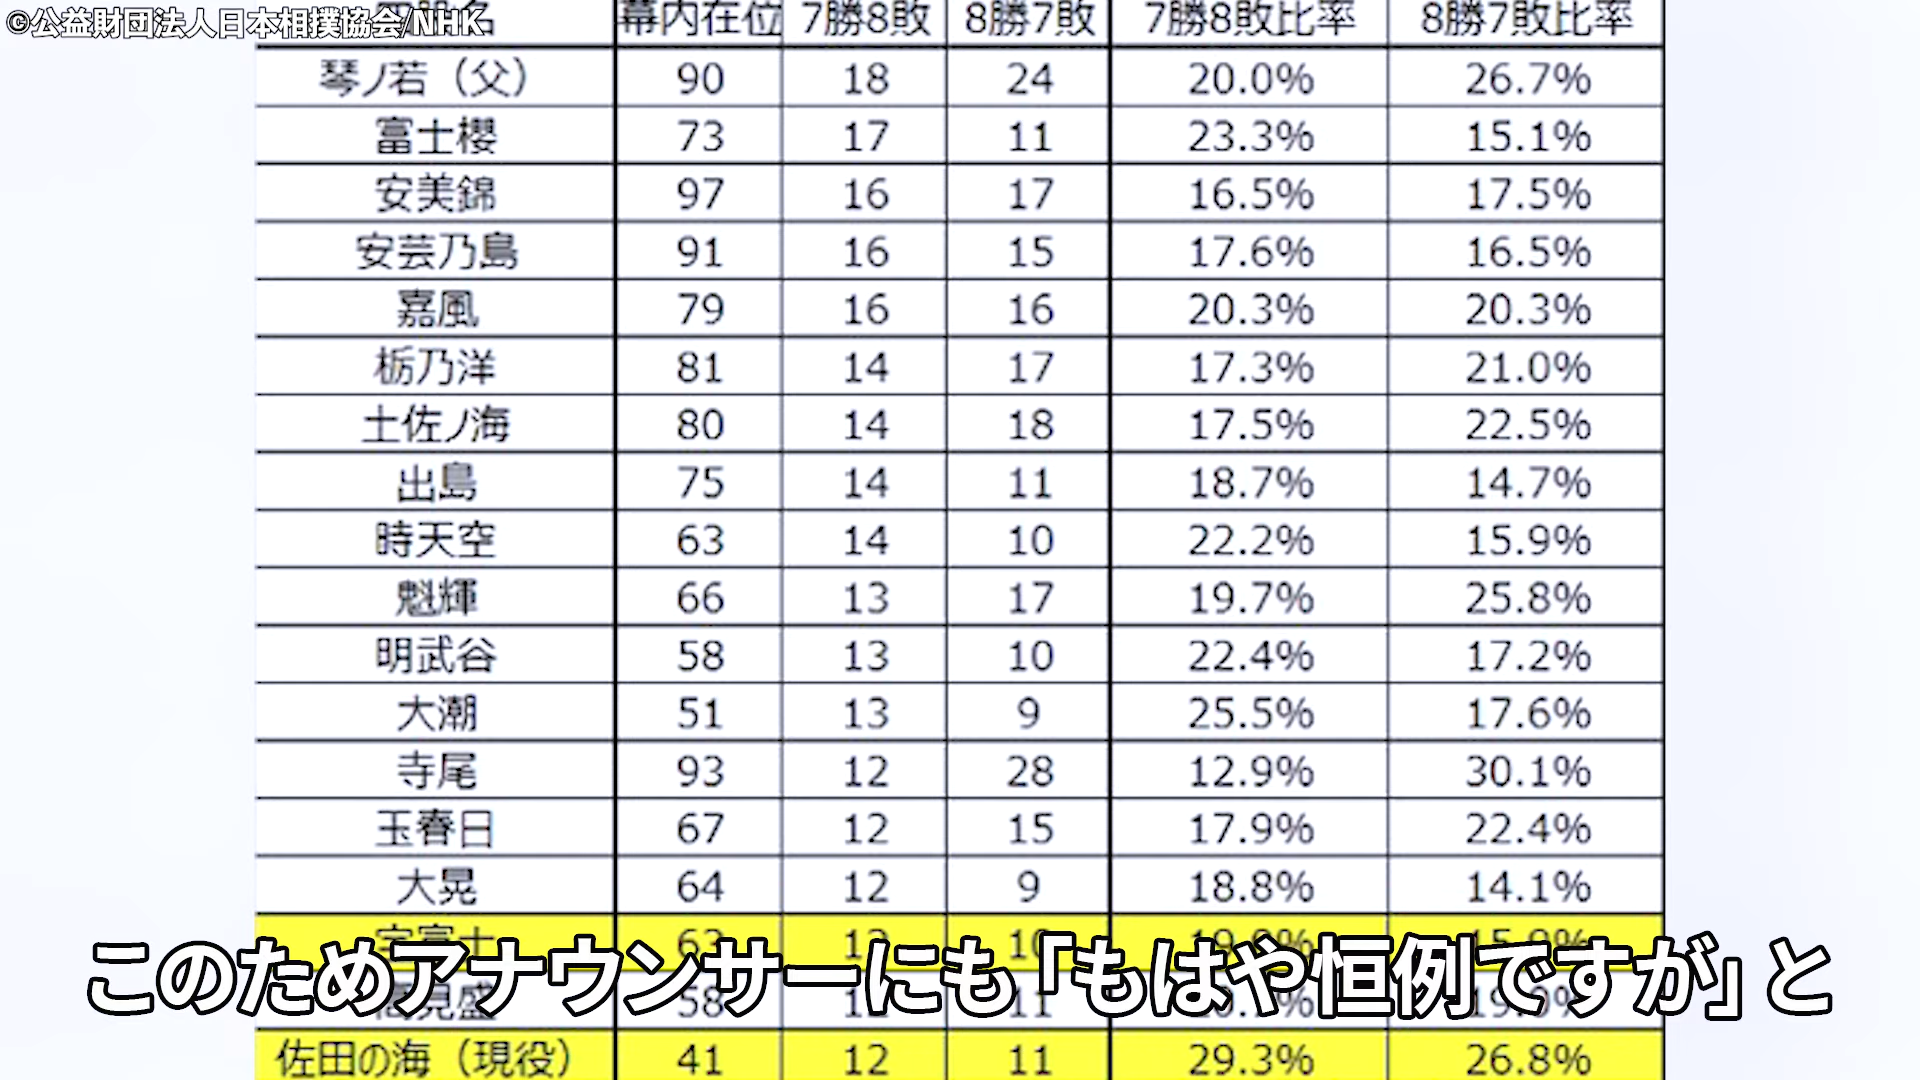 ©公益財団法人日本相撲協会/NHK
幕内在位 7勝8敗 8勝7敗 7勝8敗比率 8勝7敗比率
琴ノ若（父） 90 18 24 20.0% 26.7%
富士櫻 73 17 11 23.3% 15.1%
安美錦 97 16 17 16.5% 17.5%
安芸乃島 91 16 15 17.6% 16.5%
嘉風 79 16 16 20.3% 20.3%
栃乃洋 81 14 17 17.3% 21.0%
土佐ノ海 80 14 18 17.5% 22.5%
出島 75 14 11 18.7% 14.7%
時天空 63 14 10 22.2% 15.9%
魁輝 66 13 17 19.7% 25.8%
明武谷 58 13 10 22.4% 17.2%
大潮 51 13 9 25.5% 17.6%
寺尾 93 12 28 12.9% 30.1%
玉春日 67 12 15 17.9% 22.4%
大晃 64 12 9 18.8% 14.1%
このためアナウンサーにも「もはや恒例ですが」と
佐田の海（現役） 41 12 11 29.3% 26.8%